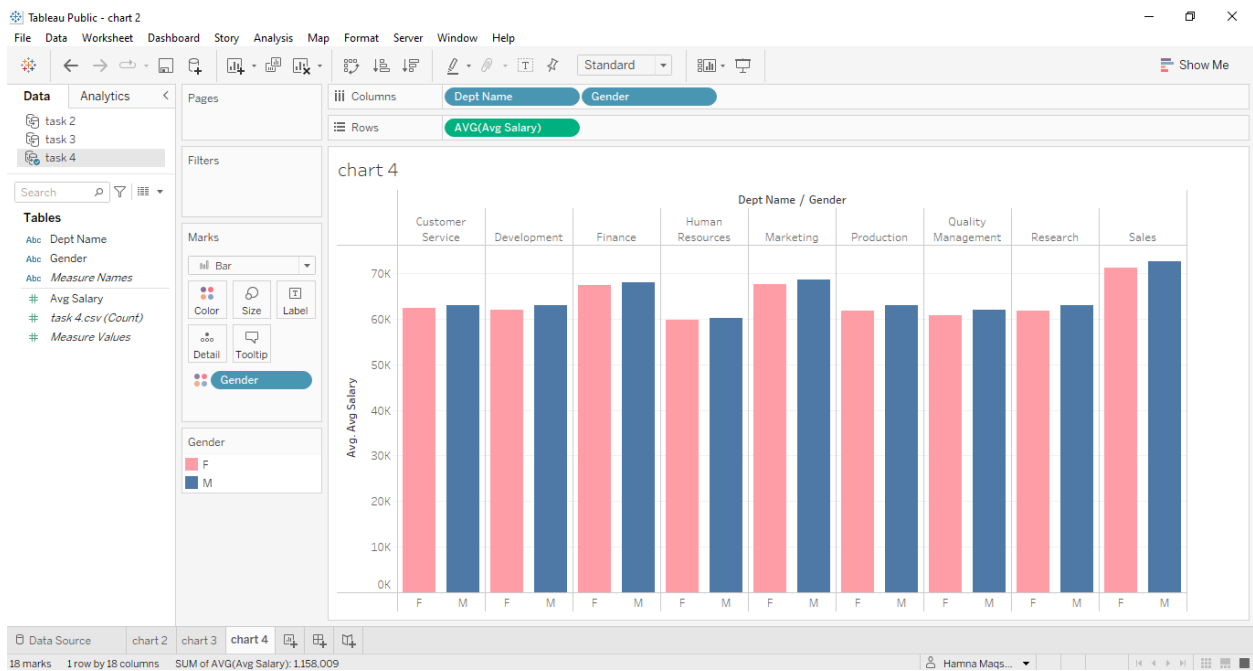 Tableau Public - chart 2
File Data Worksheet Dashboard Story Analysis Map Format Server Window Help
Standard
Show Me
Data Analytics
task 2
task 3
task 4
Search
Tables
Abc Dept Name
Abc Gender
Abc Measure Names
# Avg Salary
# task 4.csv (Count)
# Measure Values
Pages
Filters
Marks
Bar
Color Size Label
Detail Tooltip
Gender
Gender
F
M
Columns Dept Name Gender
Rows AVG(Avg Salary)
chart 4
Dept Name / Gender
Customer Service
Development
Finance
Human Resources
Marketing
Production
Quality Management
Research
Sales
Avg. Avg Salary
70K
60K
50K
40K
30K
20K
10K
0K
F M F M F M F M F M F M F M F M F M
Data Source chart 2 chart 3 chart 4
18 marks 1 row by 18 columns SUM of AVG(Avg Salary): 1,158,009
Hamna Maqs...